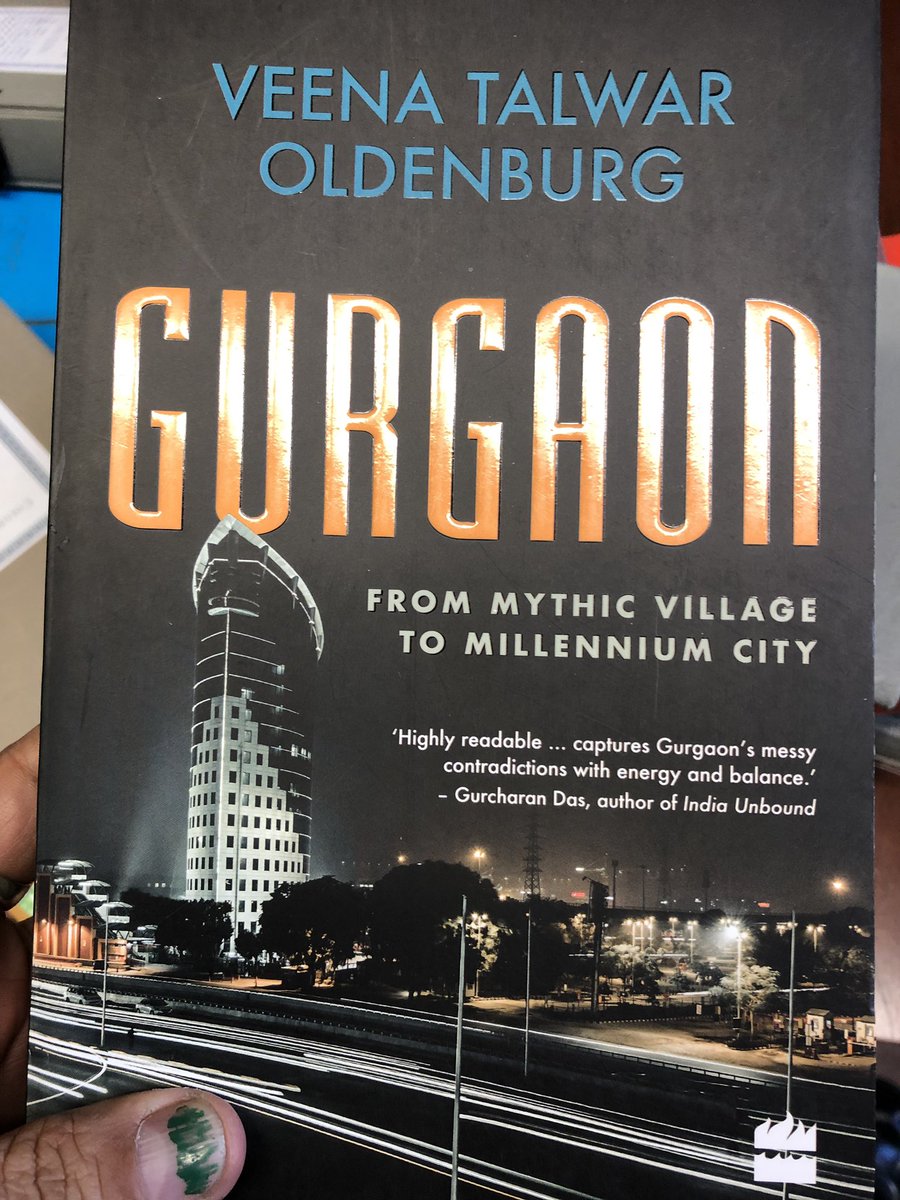 VEENA TALWAR
OLDENBURG
GURGAON
FROM MYTHIC VILLAGE
TO MILLENNIUM CITY
‘Highly readable ... captures Gurgaon’s messy
contradictions with energy and balance.’
– Gurcharan Das, author of India Unbound